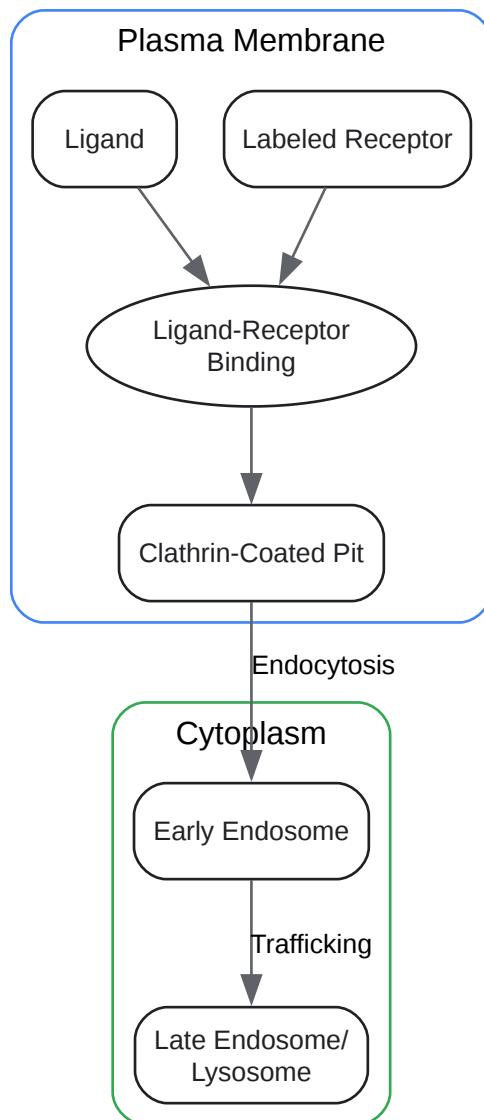 Plasma Membrane
Ligand
Labeled Receptor
Ligand-Receptor
Binding
Clathrin-Coated Pit
Endocytosis
Cytoplasm
Early Endosome
Trafficking
Late Endosome/
Lysosome